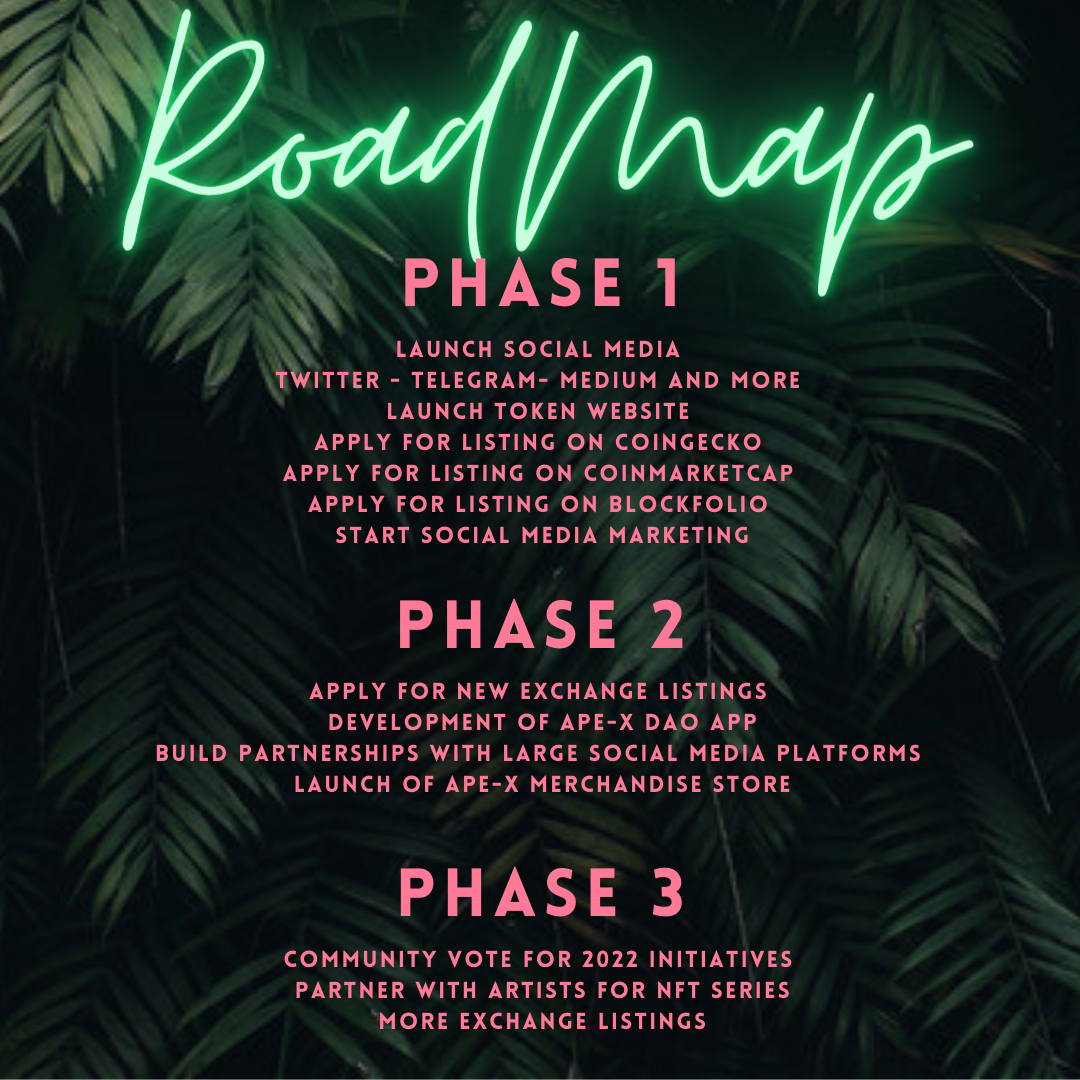 RoadMap
PHASE 1
LAUNCH SOCIAL MEDIA
TWITTER - TELEGRAM- MEDIUM AND MORE
LAUNCH TOKEN WEBSITE
APPLY FOR LISTING ON COINGECKO
APPLY FOR LISTING ON COINMARKETCAP
APPLY FOR LISTING ON BLOCKFOLIO
START SOCIAL MEDIA MARKETING
PHASE 2
APPLY FOR NEW EXCHANGE LISTINGS
DEVELOPMENT OF APE-X DAO APP
BUILD PARTNERSHIPS WITH LARGE SOCIAL MEDIA PLATFORMS
LAUNCH OF APE-X MERCHANDISE STORE
PHASE 3
COMMUNITY VOTE FOR 2022 INITIATIVES
PARTNER WITH ARTISTS FOR NFT SERIES
MORE EXCHANGE LISTINGS